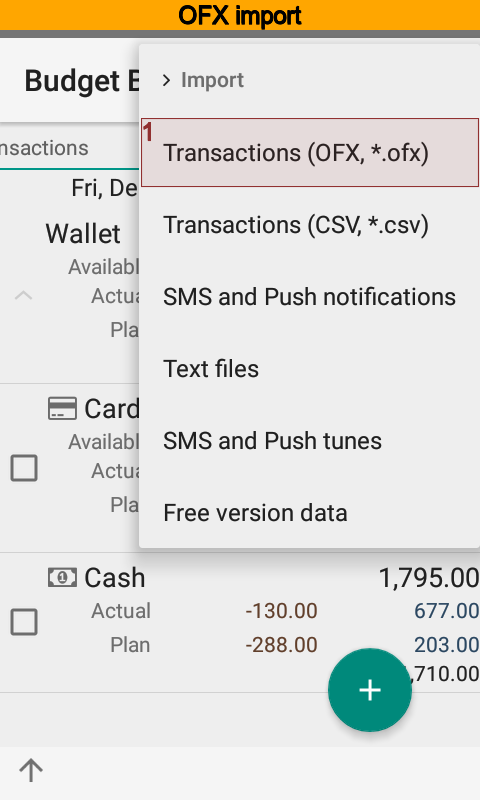 OFX import
Budget B
Import
1
Transactions (OFX, *.ofx)
nsactions
Fri, De
Transactions (CSV, *.csv)
Wallet
Availabl
SMS and Push notifications
Actua
Pla
Text files
Card
Availabl
SMS and Push tunes
Actua
Pla
Free version data
Cash 1,795.00
Actual -130.00 677.00
Plan -288.00 203.00
,710.00